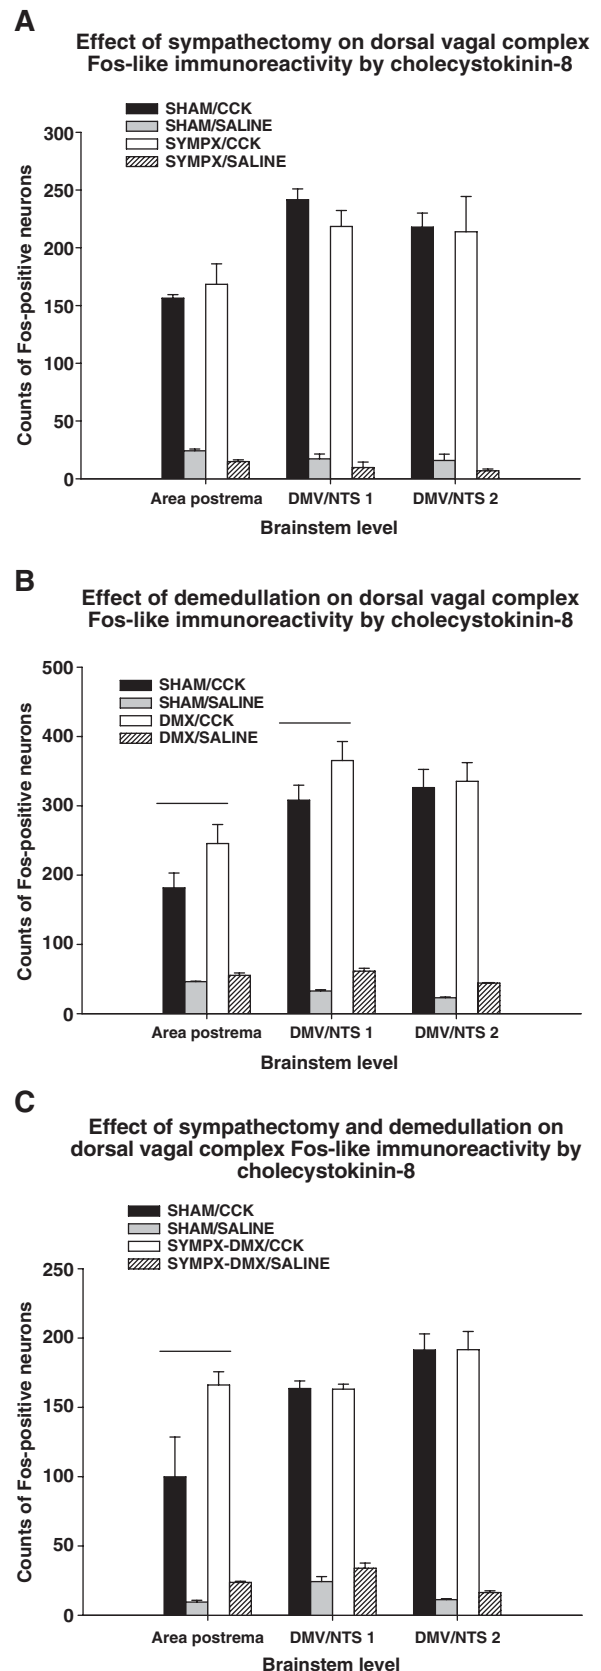 A
Effect of sympathectomy on dorsal vagal complex
Fos-like immunoreactivity by cholecystokinin-8
SHAM/CCK
SHAM/SALINE
SYMPX/CCK
SYMPX/SALINE
300
250
200
150
100
50
0
Counts of Fos-positive neurons
Area postrema DMV/NTS 1 DMV/NTS 2
Brainstem level
B
Effect of demedullation on dorsal vagal complex
Fos-like immunoreactivity by cholecystokinin-8
SHAM/CCK
SHAM/SALINE
DMX/CCK
DMX/SALINE
500
400
300
200
100
0
Counts of Fos-positive neurons
Area postrema DMV/NTS 1 DMV/NTS 2
Brainstem level
C
Effect of sympathectomy and demedullation on
dorsal vagal complex Fos-like immunoreactivity by
cholecystokinin-8
SHAM/CCK
SHAM/SALINE
SYMPX-DMX/CCK
SYMPX-DMX/SALINE
250
200
150
100
50
0
Counts of Fos-positive neurons
Area postrema DMV/NTS 1 DMV/NTS 2
Brainstem level